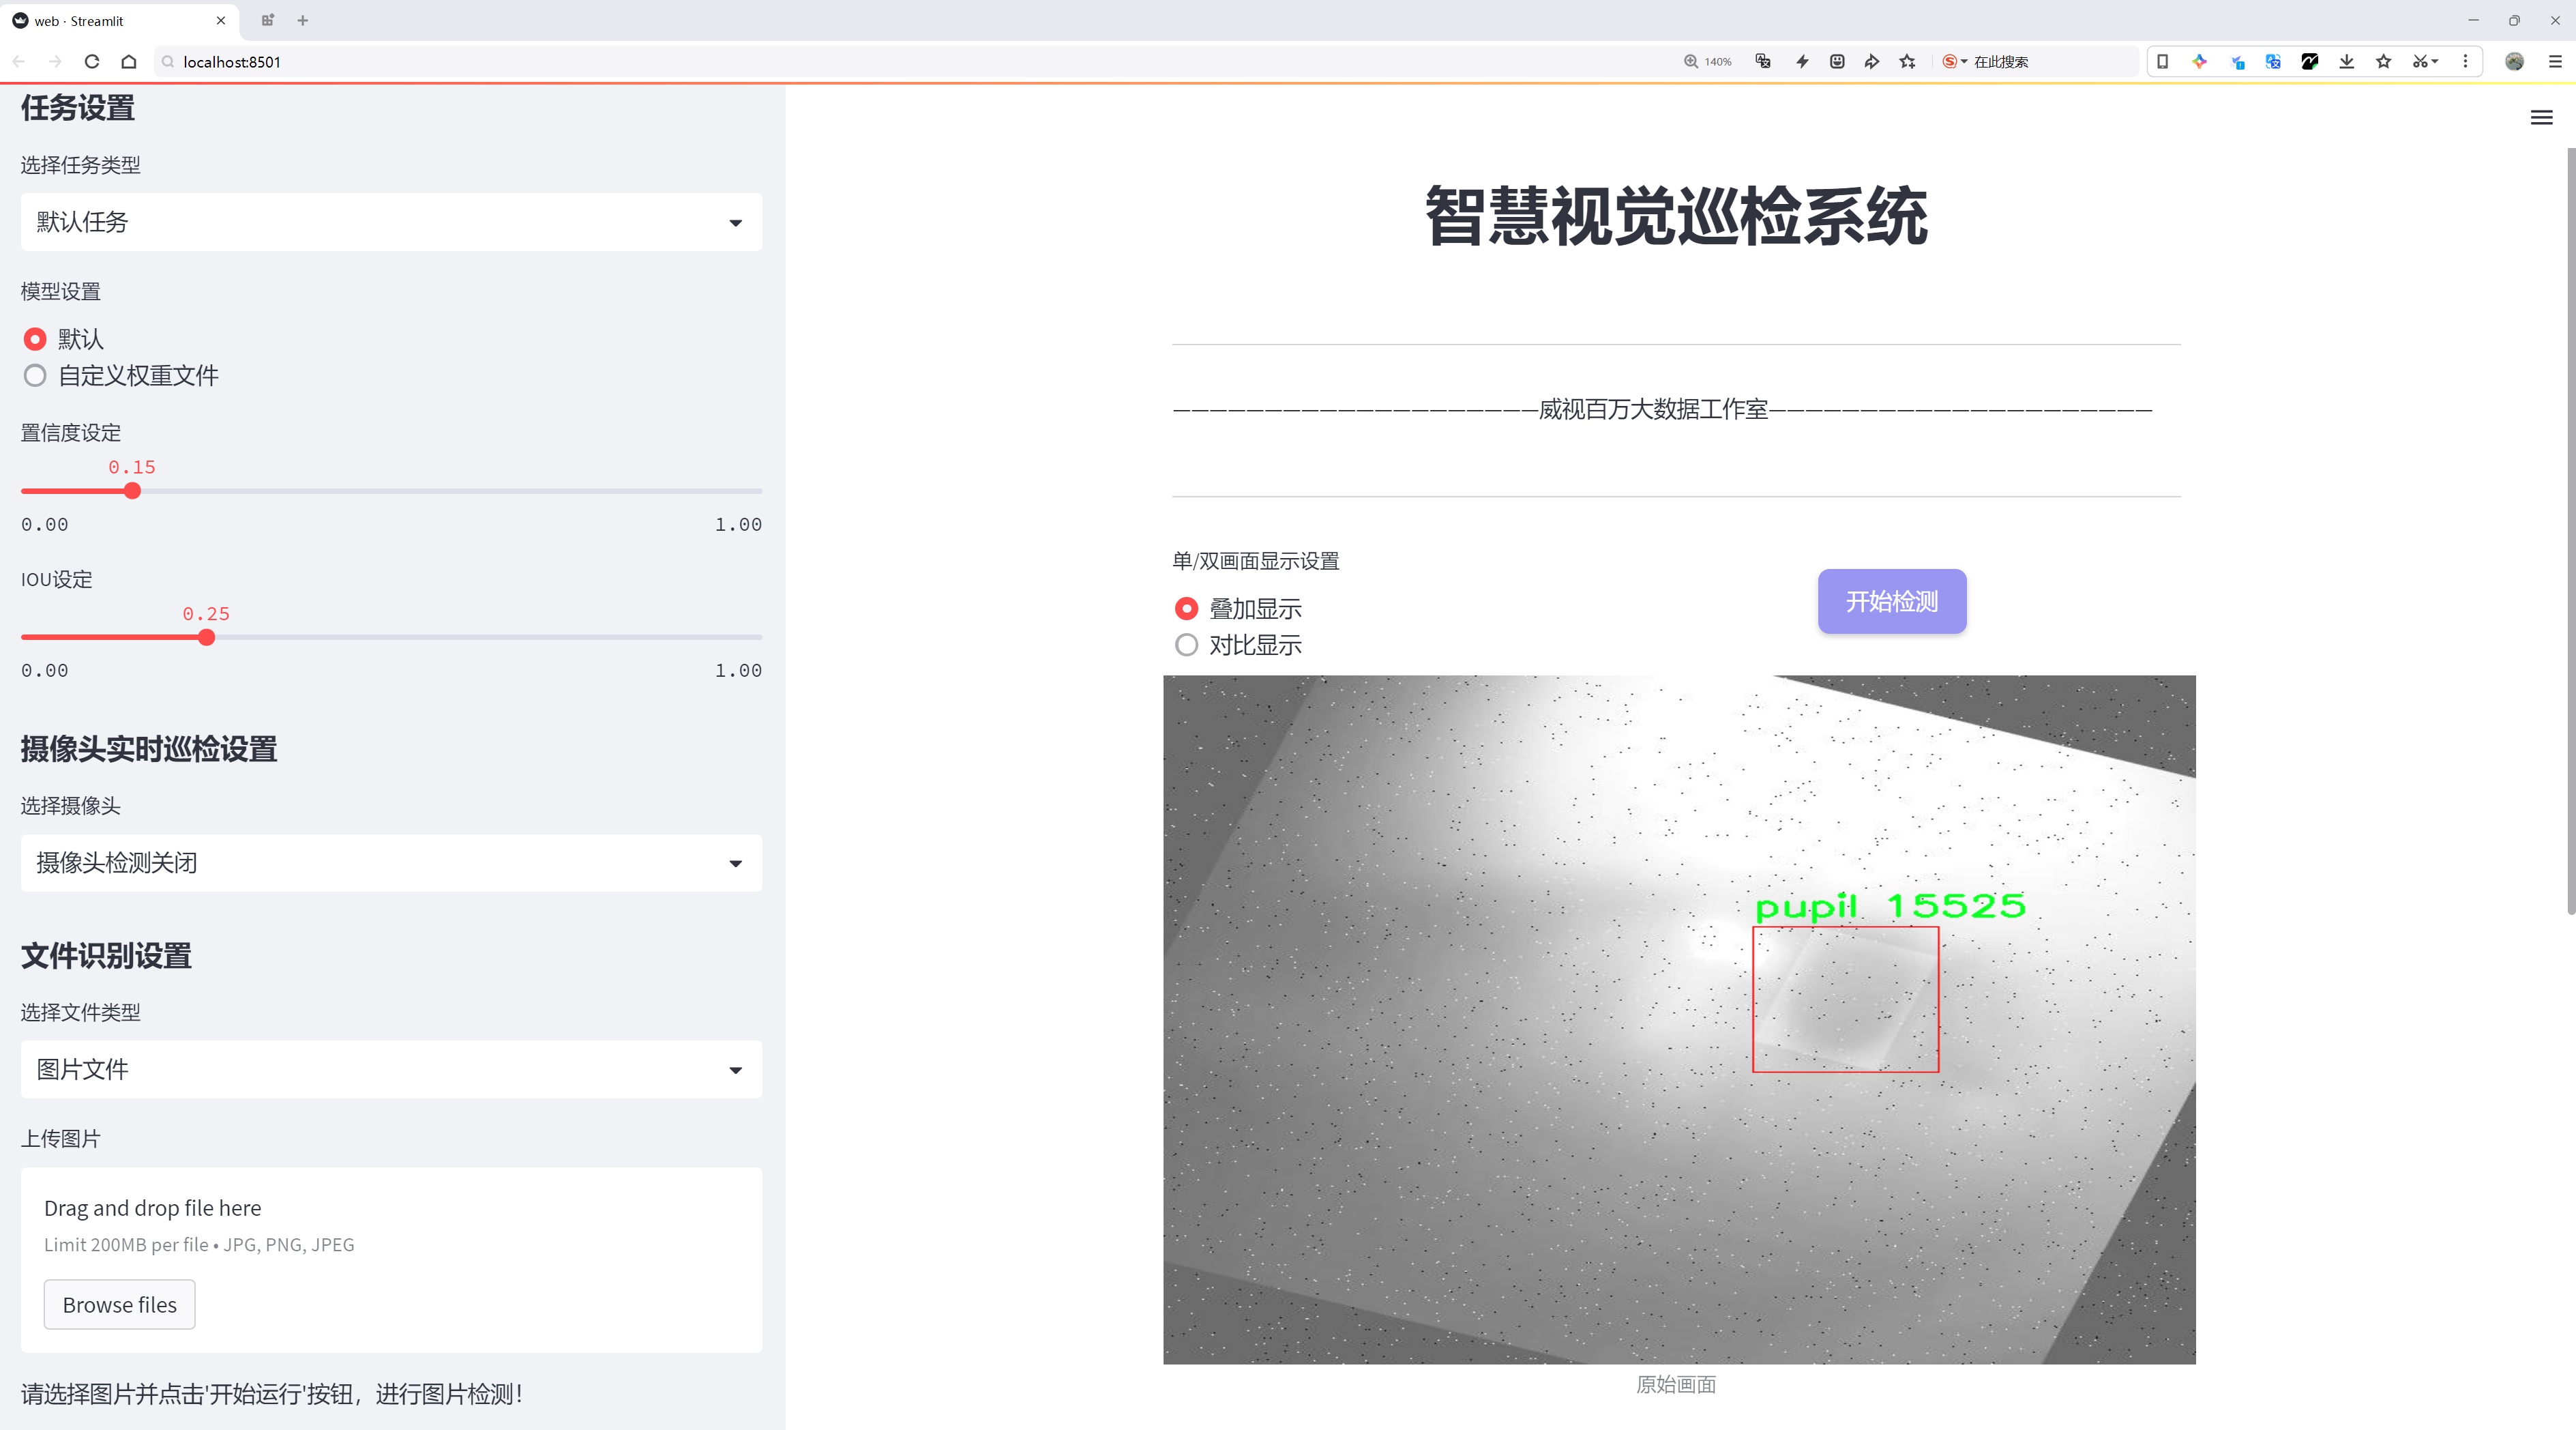 web · Streamlit
localhost:8501
140%
在此搜索
任务设置
选择任务类型
默认任务
模型设置
默认
自定义权重文件
置信度设定
0.15
0.00
1.00
IOU设定
0.25
0.00
1.00
摄像头实时巡检设置
选择摄像头
摄像头检测关闭
文件识别设置
选择文件类型
图片文件
上传图片
Drag and drop file here
Limit 200MB per file • JPG, PNG, JPEG
Browse files
请选择图片并点击'开始运行'按钮，进行图片检测！
智慧视觉巡检系统
—————————————————————威视百万大数据工作室—————————————————————
单/双画面显示设置
叠加显示
对比显示
开始检测
pupil 15525
原始画面